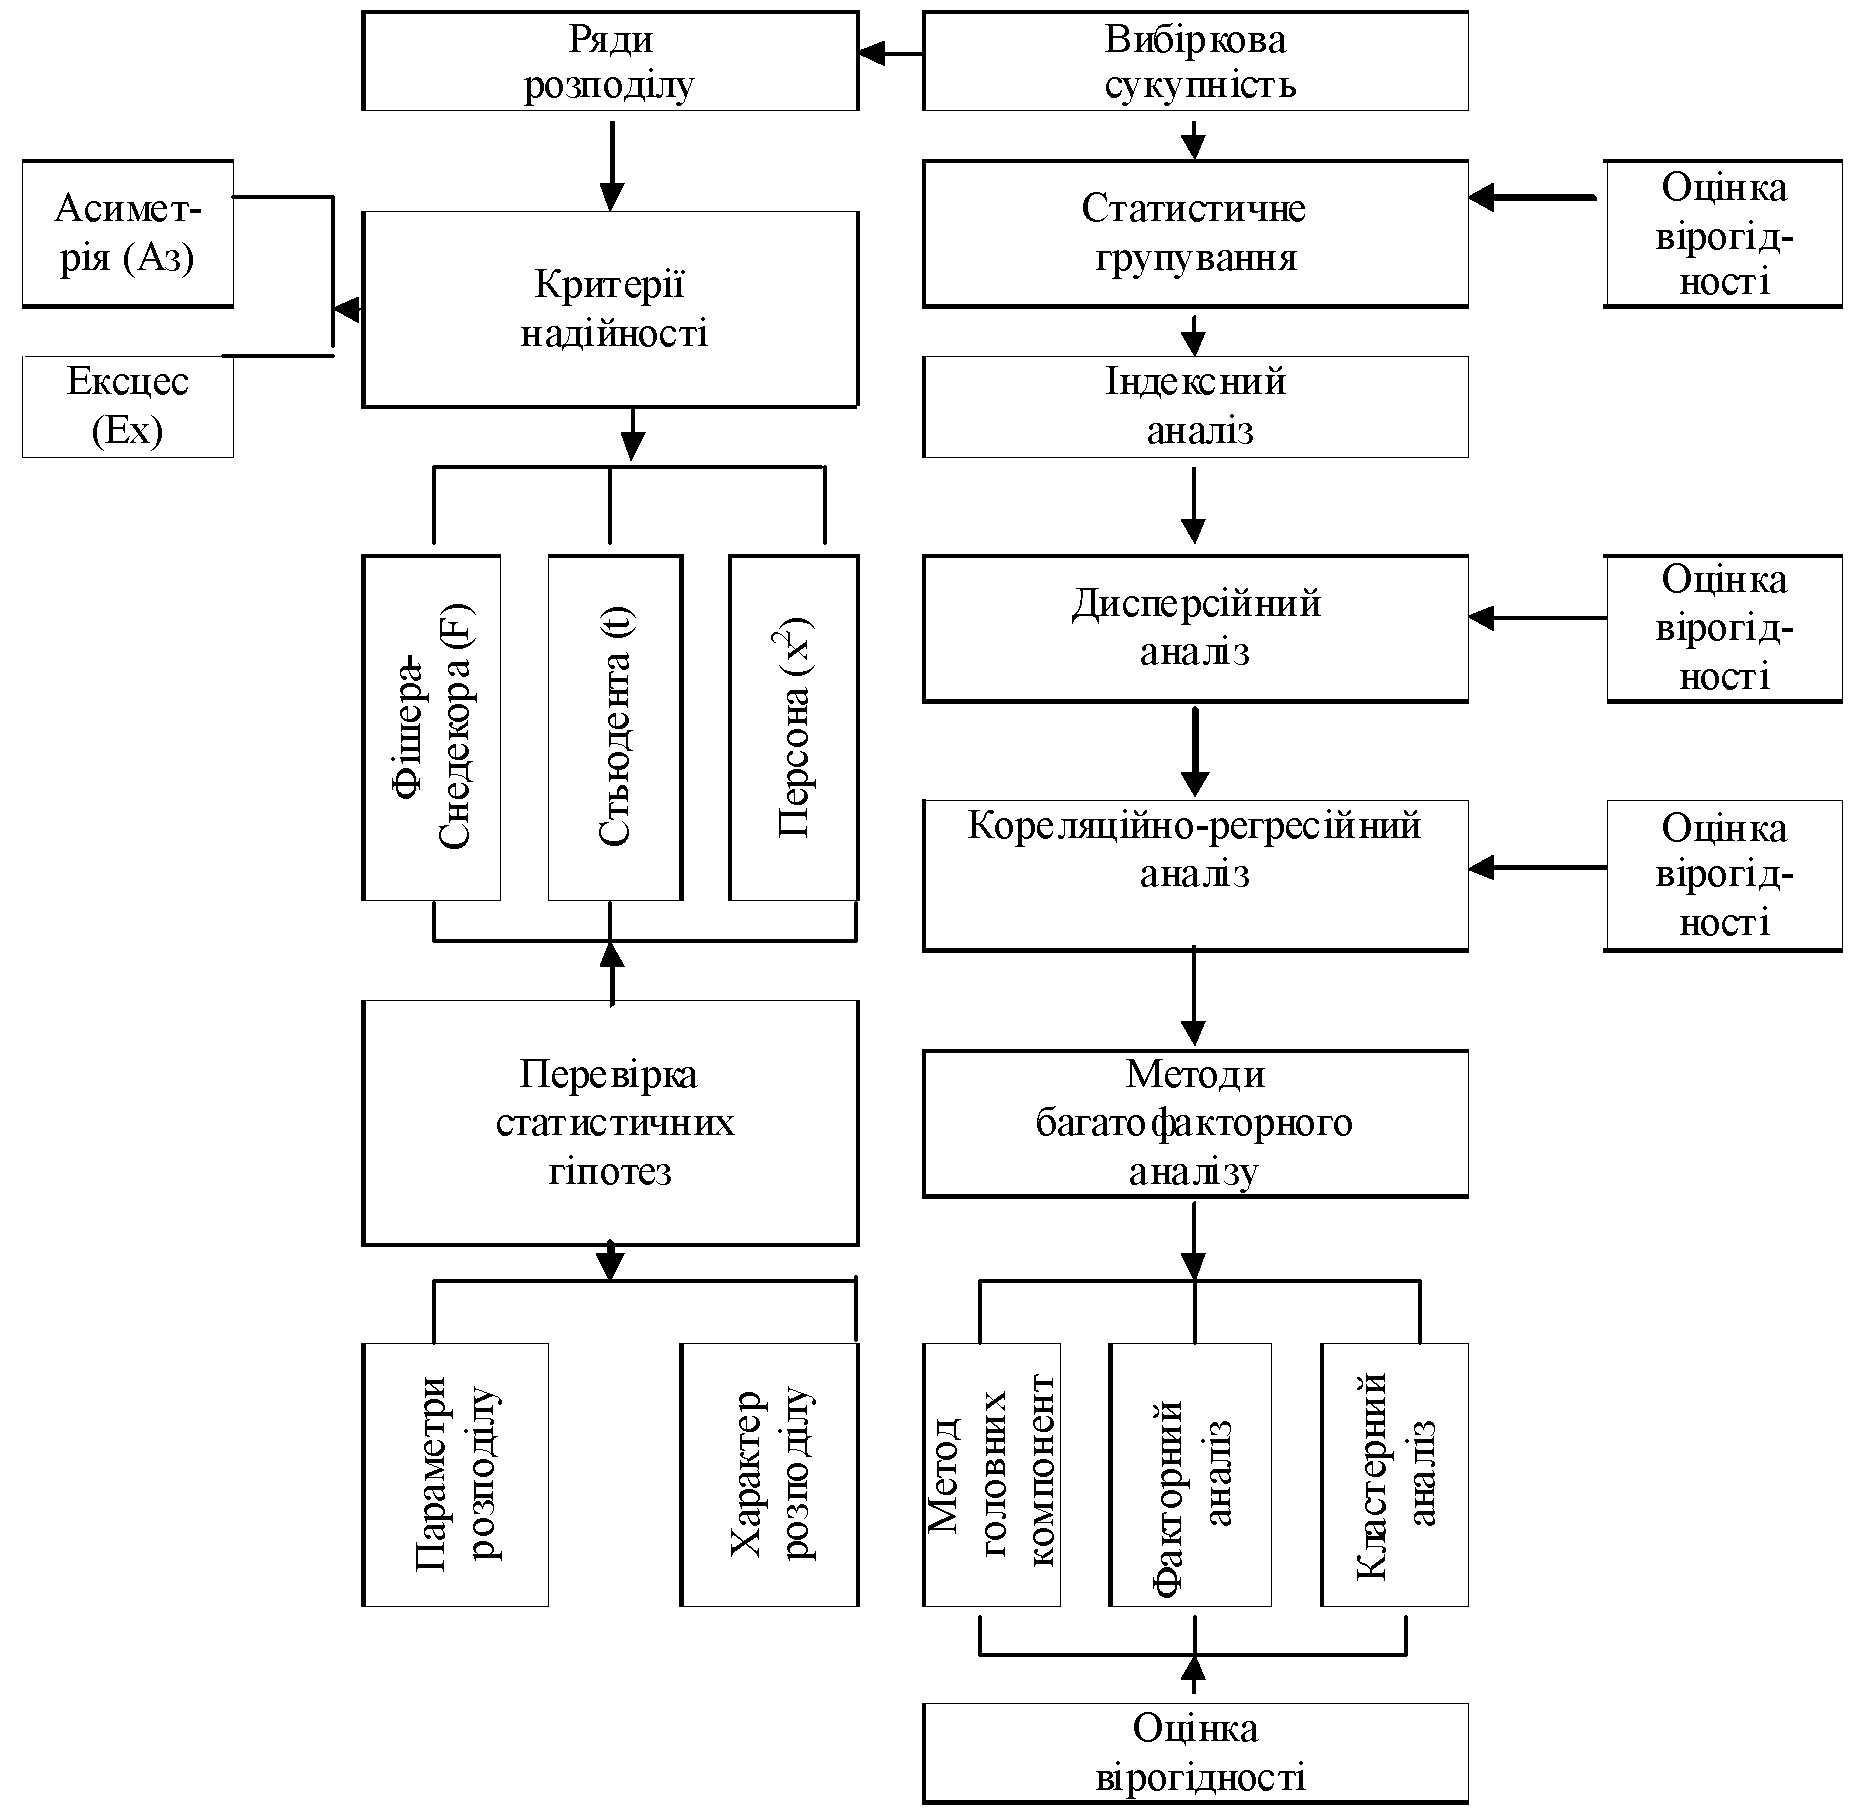 Ряди
розподілу
Вибіркова
сукупність
Асимет-
рія (Аз)
Ексцес
(Ех)
Критерії
надійності
Статистичне
групування
Оцінка
вірогід-
ності
Індексний
аналіз
Фішера-
Снедекора (F)
Стьюдента (t)
Персона (x²)
Дисперсійний
аналіз
Оцінка
вірогід-
ності
Кореляційно-регресійний
аналіз
Оцінка
вірогід-
ності
Перевірка
статистичних
гіпотез
Методи
багатофакторного
аналізу
Параметри
розподілу
Характер
розподілу
Метод
головних
компонент
Факторний
аналіз
Кластерний
аналіз
Оцінка
вірогідності